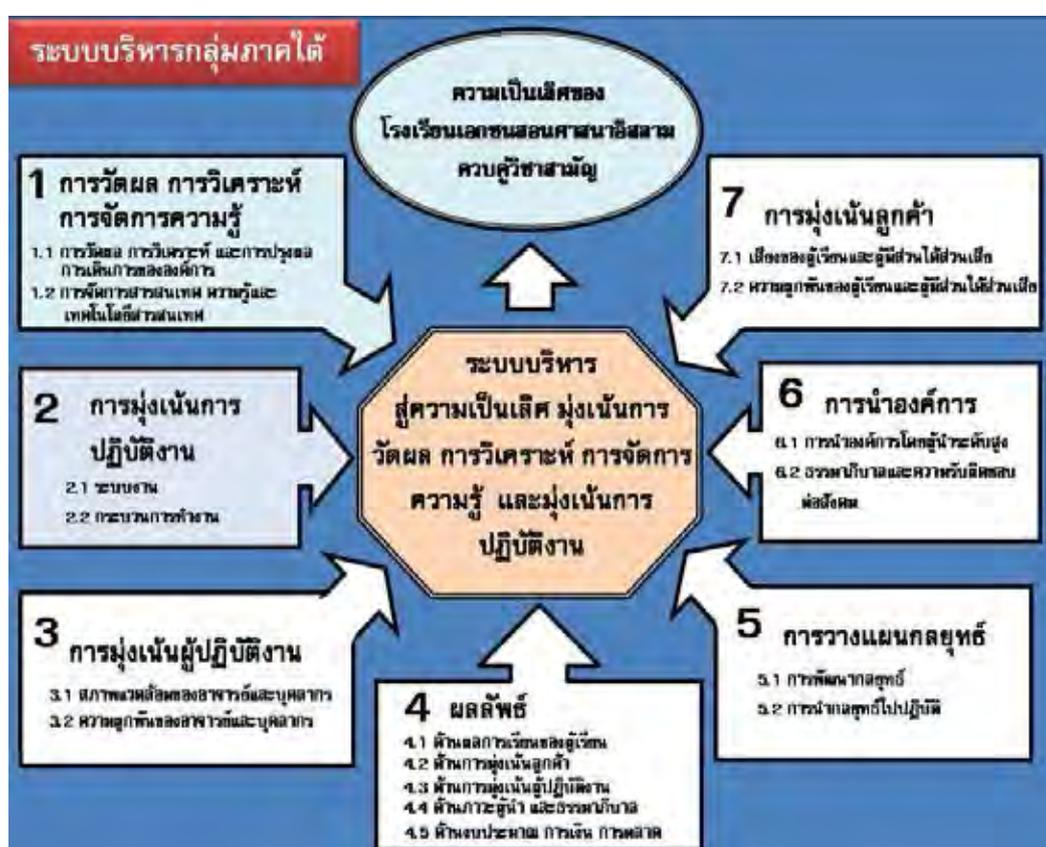 ระบบบริหารกลุ่มภาคใต้
ความเป็นเลิศของ
โรงเรียนเอกชนสอนศาสนาอิสลาม
ควบคู่วิชาสามัญ
1 การวัดผล การวิเคราะห์
การจัดการความรู้
1.1 การวัดผล การวิเคราะห์ และการปรุงผล
การเดินการขององค์การ
1.2 การจัดการสารสนเทศ ความรู้และ
เทคโนโลยีสารสนเทศ
2 การมุ่งเน้นการ
ปฏิบัติงาน
2.1 ระบบงาน
2.2 กระบวนการทำงาน
3 การมุ่งเน้นผู้ปฏิบัติงาน
3.1 สภาพแวดล้อมของอาจารย์และบุคลากร
3.2 ความผูกพันของอาจารย์และบุคลากร
ระบบบริหาร
สู่ความเป็นเลิศ มุ่งเน้นการ
วัดผล การวิเคราะห์ การจัดการ
ความรู้ และมุ่งเน้นการ
ปฏิบัติงาน
4 ผลลัพธ์
4.1 ด้านผลการเรียนของผู้เรียน
4.2 ด้านการมุ่งเน้นลูกค้า
4.3 ด้านการมุ่งเน้นผู้ปฏิบัติงาน
4.4 ด้านภาวะผู้นำ และธรรมาภิบาล
4.5 ด้านงบประมาณ การเงิน การตลาด
5 การวางแผนกลยุทธ์
5.1 การพัฒนากลยุทธ์
5.2 การนำกลยุทธ์ไปปฏิบัติ
6 การนำองค์การ
6.1 การนำองค์การโดยผู้นำระดับสูง
6.2 ธรรมาภิบาลและความรับผิดชอบ
ต่อสังคม
7 การมุ่งเน้นลูกค้า
7.1 เสียงของผู้เรียนและผู้มีส่วนได้ส่วนเสีย
7.2 ความผูกพันของผู้เรียนและผู้มีส่วนได้ส่วนเสีย